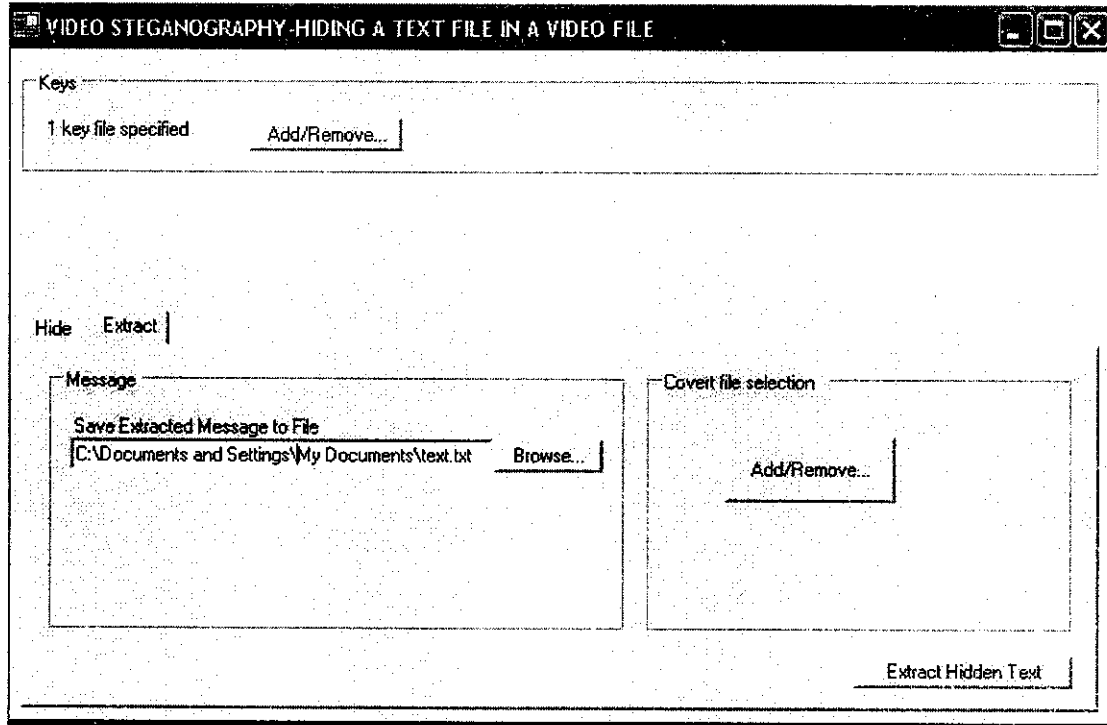 VIDEO STEGANOGRAPHY-HIDING A TEXT FILE IN A VIDEO FILE
Keys
1 key file specified
Add/Remove...
Hide
Extract
Message
Covert file selection
Save Extracted Message to File
C:\Documents and Settings\My Documents\text.txt
Browse...
Add/Remove...
Extract Hidden Text